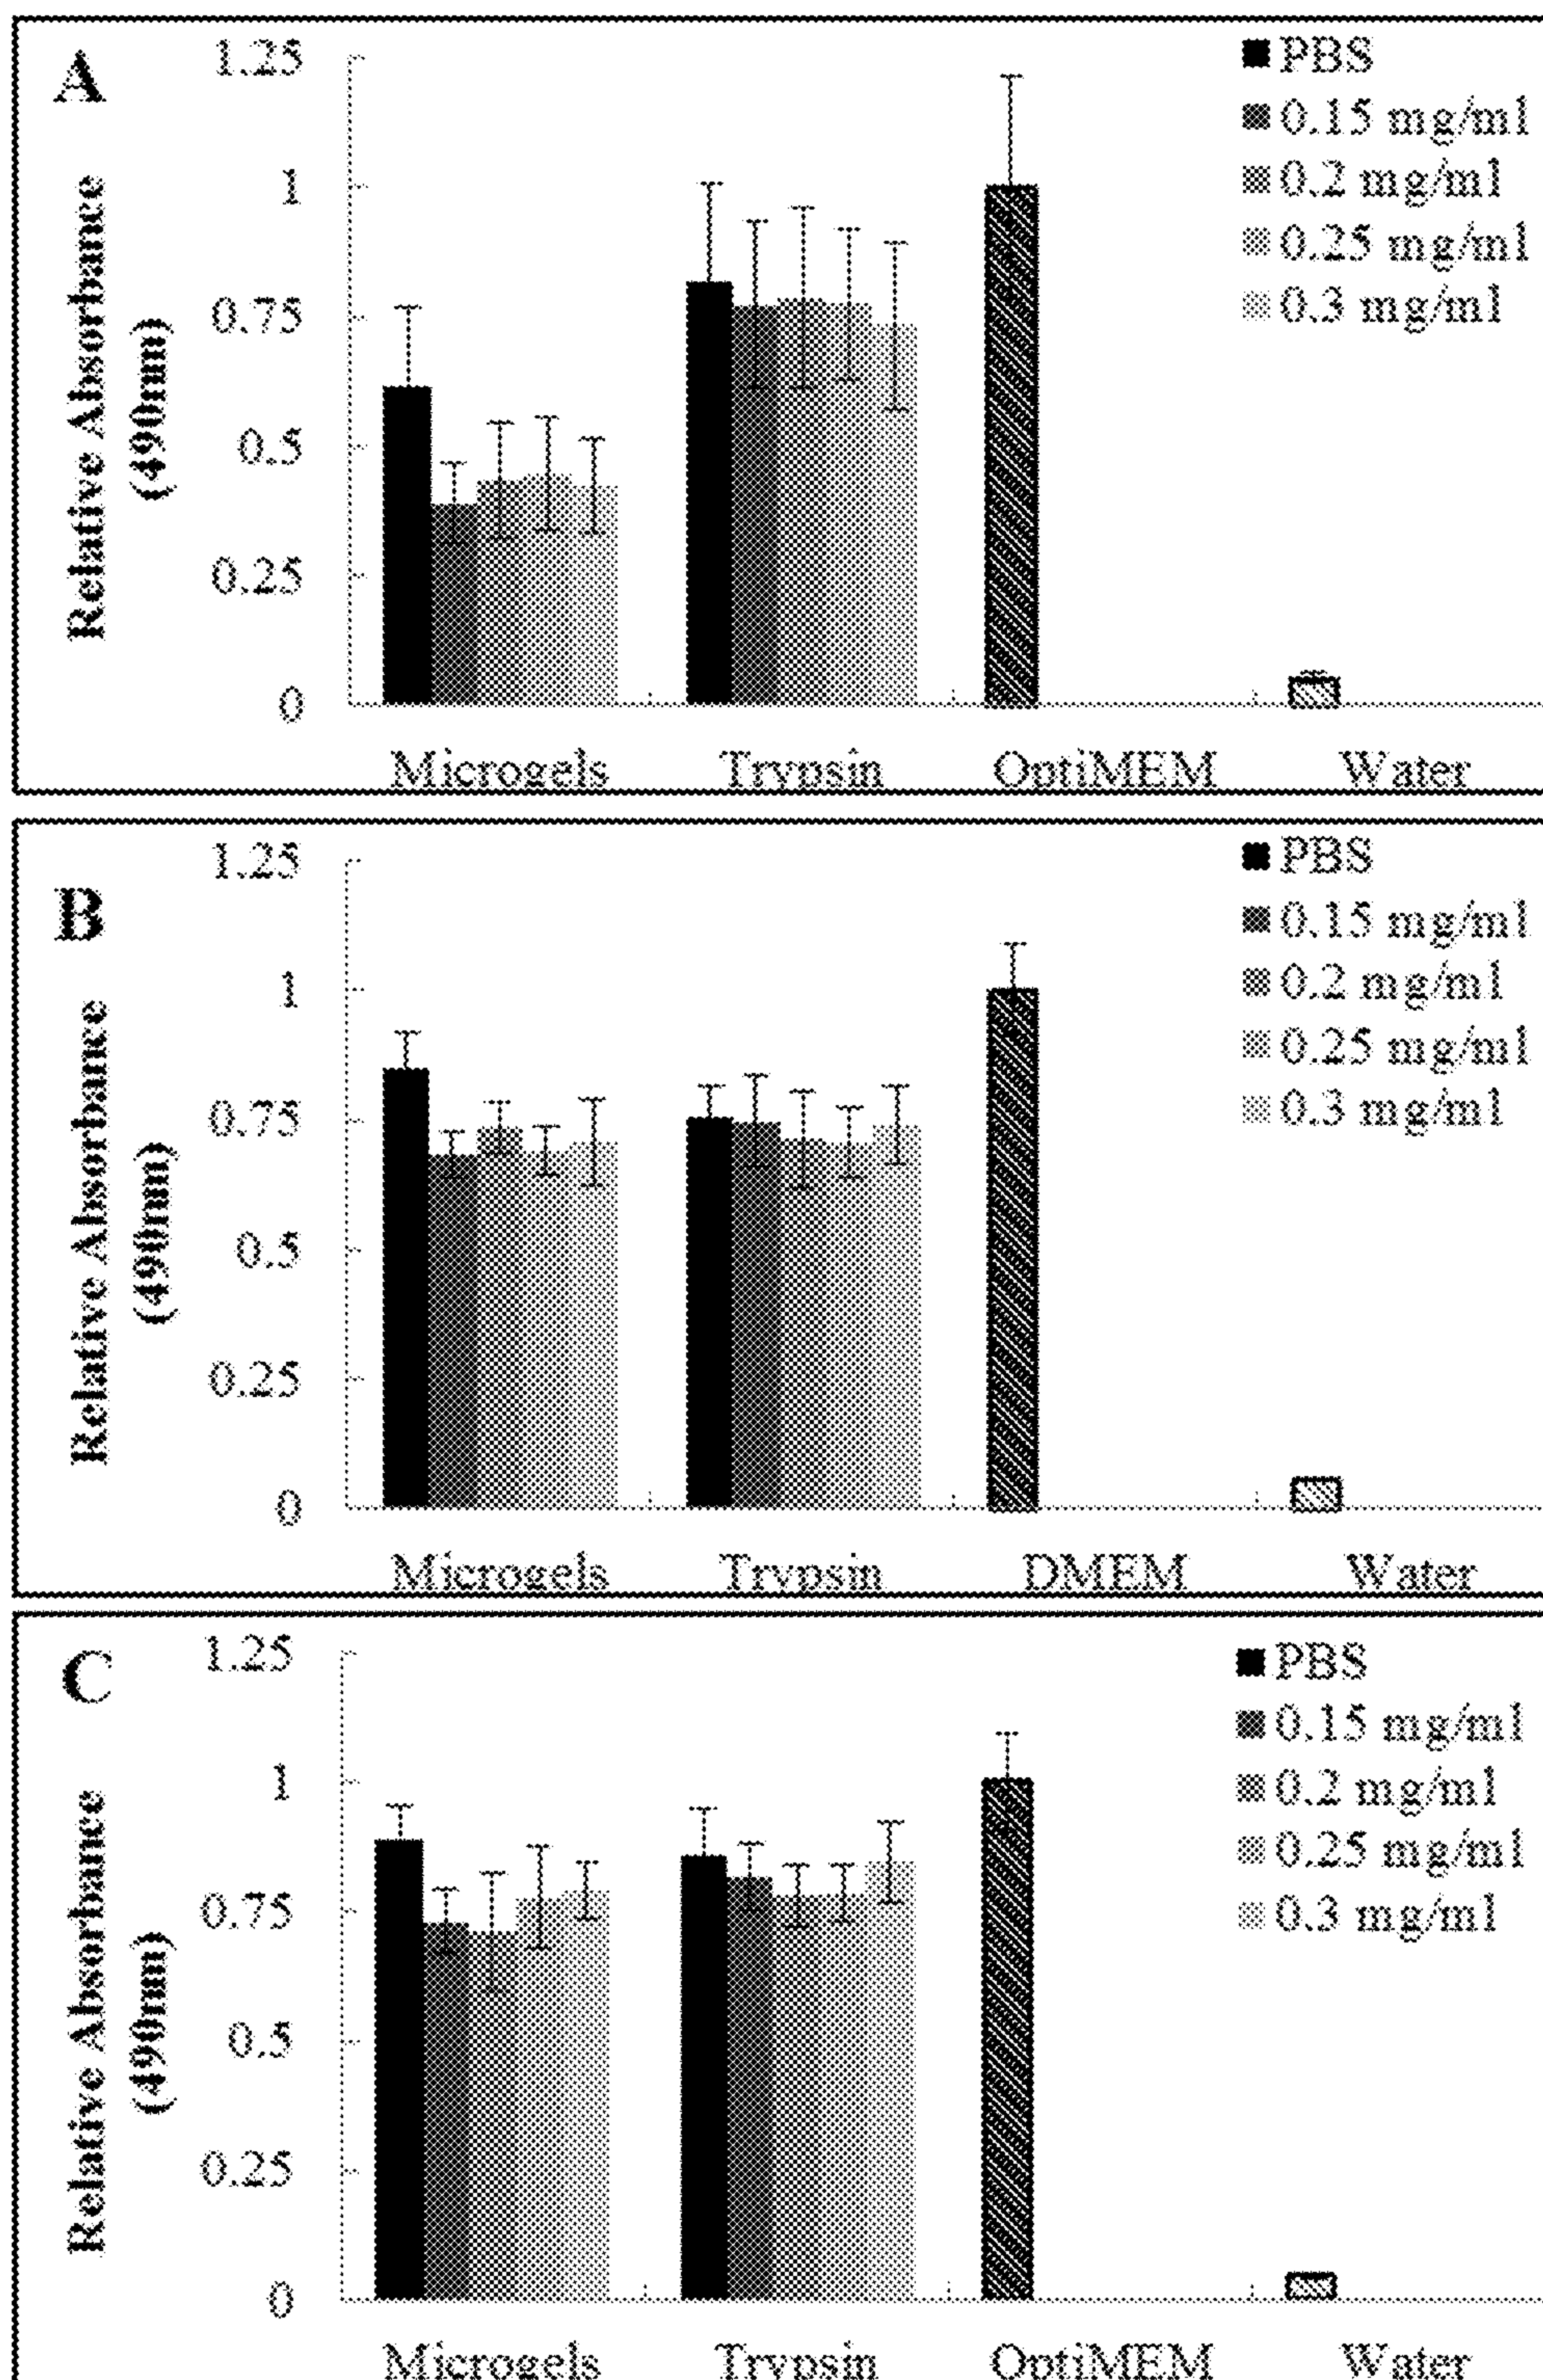 A
1.25
1
0.75
0.5
0.25
0
Relative Absorbance
(490nm)
PBS
0.15 mg/ml
0.2 mg/ml
0.25 mg/ml
0.3 mg/ml
Microgels Trypsin OptiMEM Water
B
1.25
1
0.75
0.5
0.25
0
Relative Absorbance
(490nm)
PBS
0.15 mg/ml
0.2 mg/ml
0.25 mg/ml
0.3 mg/ml
Microgels Trypsin DMEM Water
C
1.25
1
0.75
0.5
0.25
0
Relative Absorbance
(490nm)
PBS
0.15 mg/ml
0.2 mg/ml
0.25 mg/ml
0.3 mg/ml
Microgels Trypsin OptiMEM Water